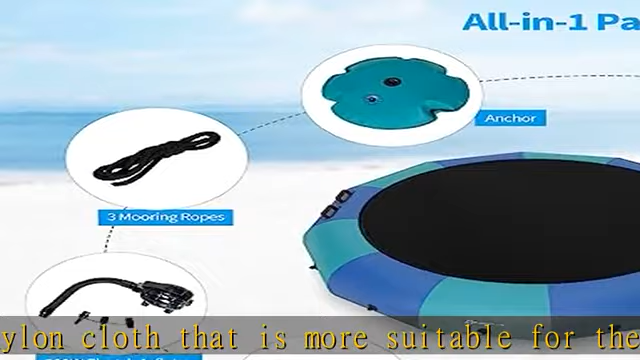 All-in-1 Pa
Anchor
3 Mooring Ropes
ylon cloth that is more suitable for the